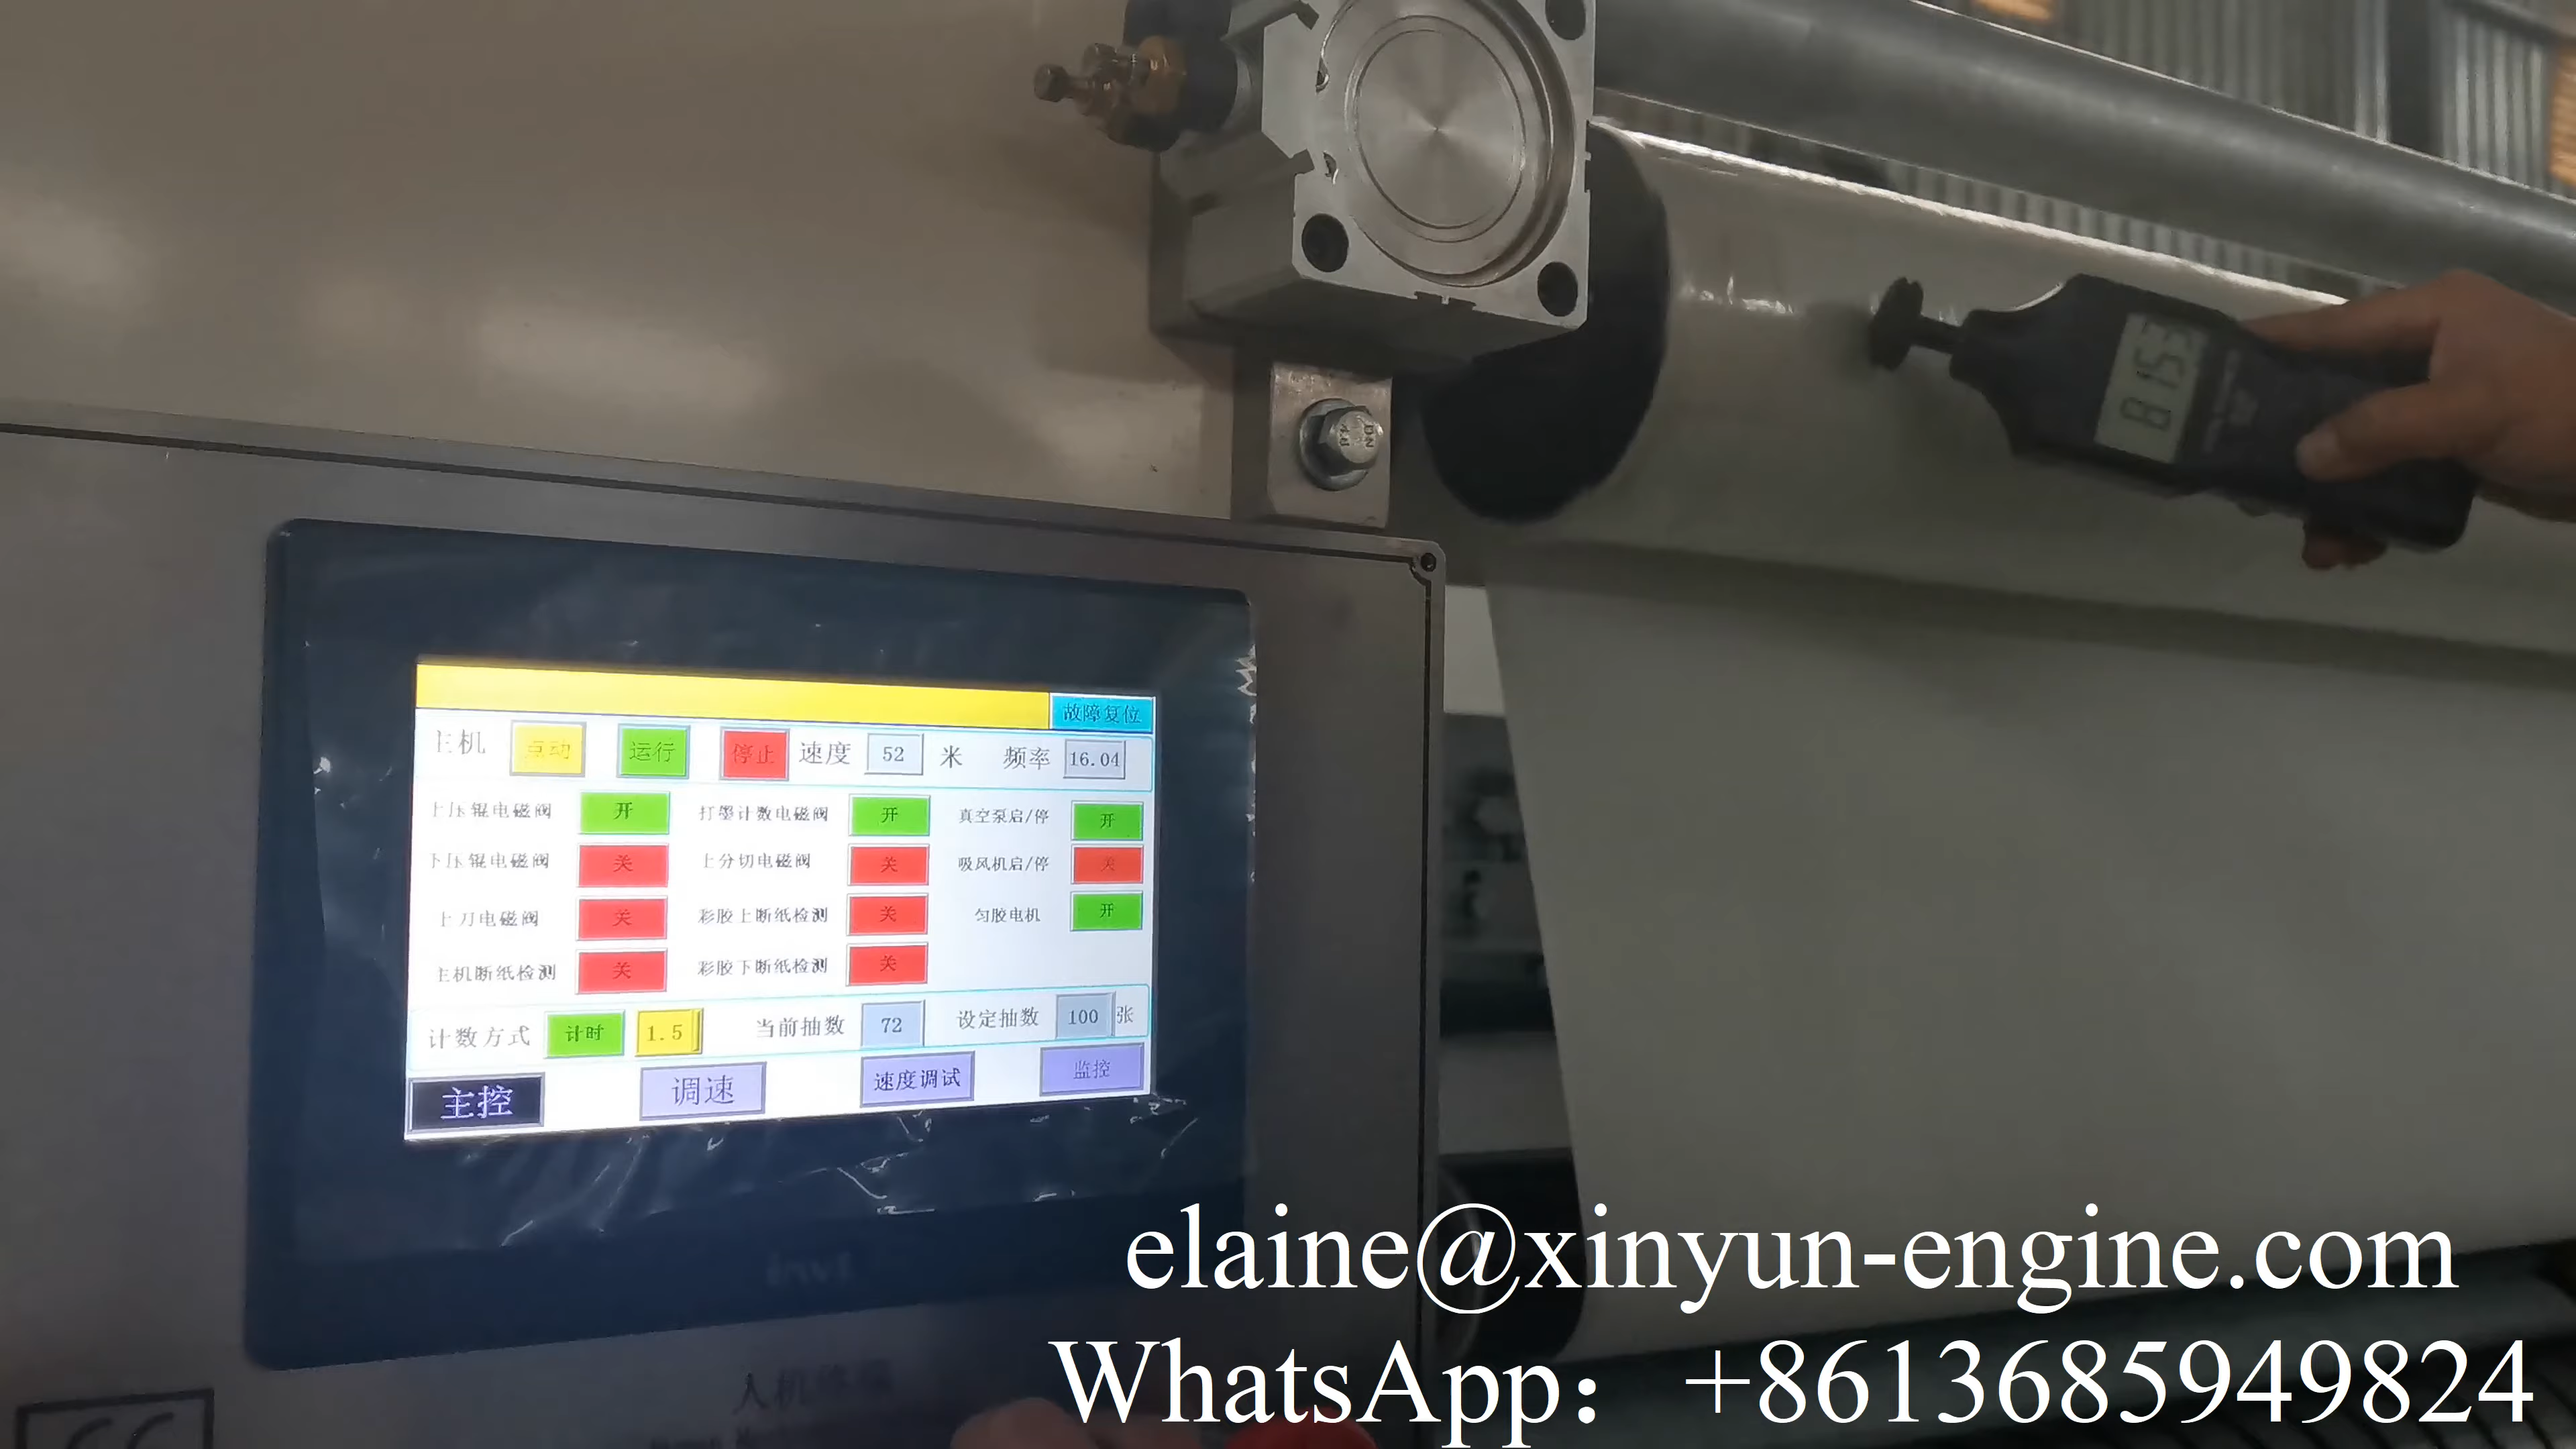 故障复位
主机 点动 运行 停止 速度 52 米 频率 16.04
上压辊电磁阀 开 打墨计数电磁阀 开 真空泵启/停 开
下压辊电磁阀 关 上分切电磁阀 关 吸风机启/停 关
上刀电磁阀 关 彩胶上断纸检测 关 匀胶电机 开
主机断纸检测 关 彩胶下断纸检测 关
计数方式 计时 1.5 当前抽数 72 设定抽数 100 张
主控 调速 速度调试 监控
invt
elaine@xinyun-engine.com
WhatsApp：+8613685949824